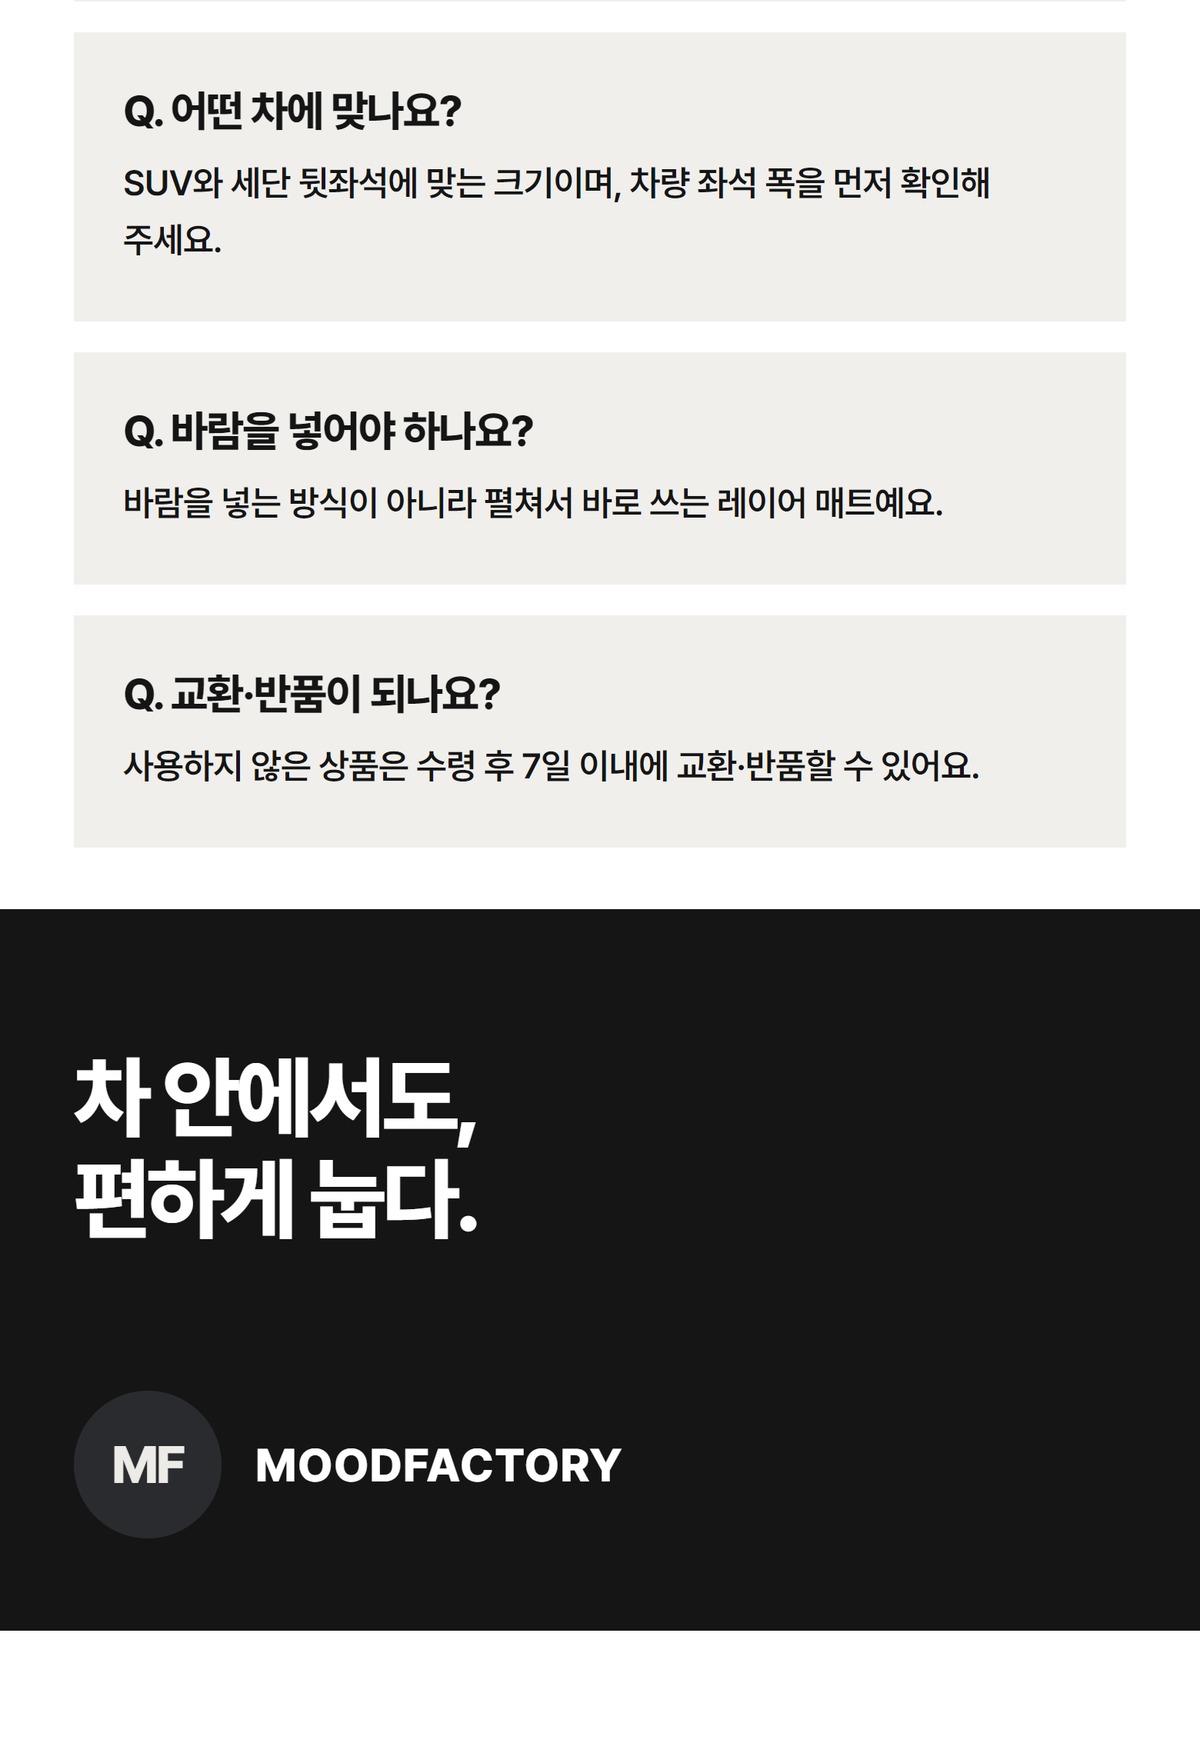 Q. 어떤 차에 맞나요?
SUV와 세단 뒷좌석에 맞는 크기이며, 차량 좌석 폭을 먼저 확인해
주세요.
Q. 바람을 넣어야 하나요?
바람을 넣는 방식이 아니라 펼쳐서 바로 쓰는 레이어 매트예요.
Q. 교환·반품이 되나요?
사용하지 않은 상품은 수령 후 7일 이내에 교환·반품할 수 있어요.
차 안에서도,
편하게 눕다.
MF
MOODFACTORY